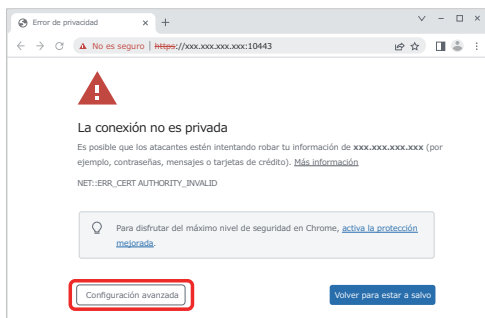 Error de privacidad
No es seguro | https://xxx.xxx.xxx.xxx:10443
La conexión no es privada
Es posible que los atacantes estén intentando robar tu información de xxx.xxx.xxx.xxx (por
ejemplo, contraseñas, mensajes o tarjetas de crédito). Más información
NET::ERR_CERT AUTHORITY_INVALID
Para disfrutar del máximo nivel de seguridad en Chrome, activa la protección
mejorada.
Configuración avanzada
Volver para estar a salvo